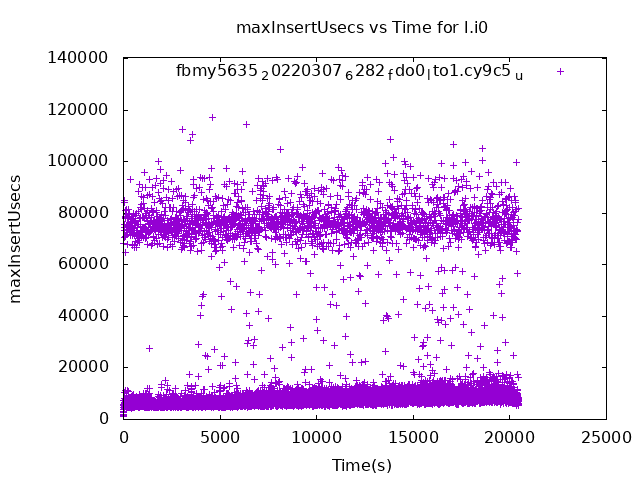 maxInsertUsecs vs Time for I.i0
fbmy5635₂0220307₆282_fdo0_lto1.cy9c5_u
maxInsertUsecs
140000
120000
100000
80000
60000
40000
20000
0
0 5000 10000 15000 20000 25000
Time(s)